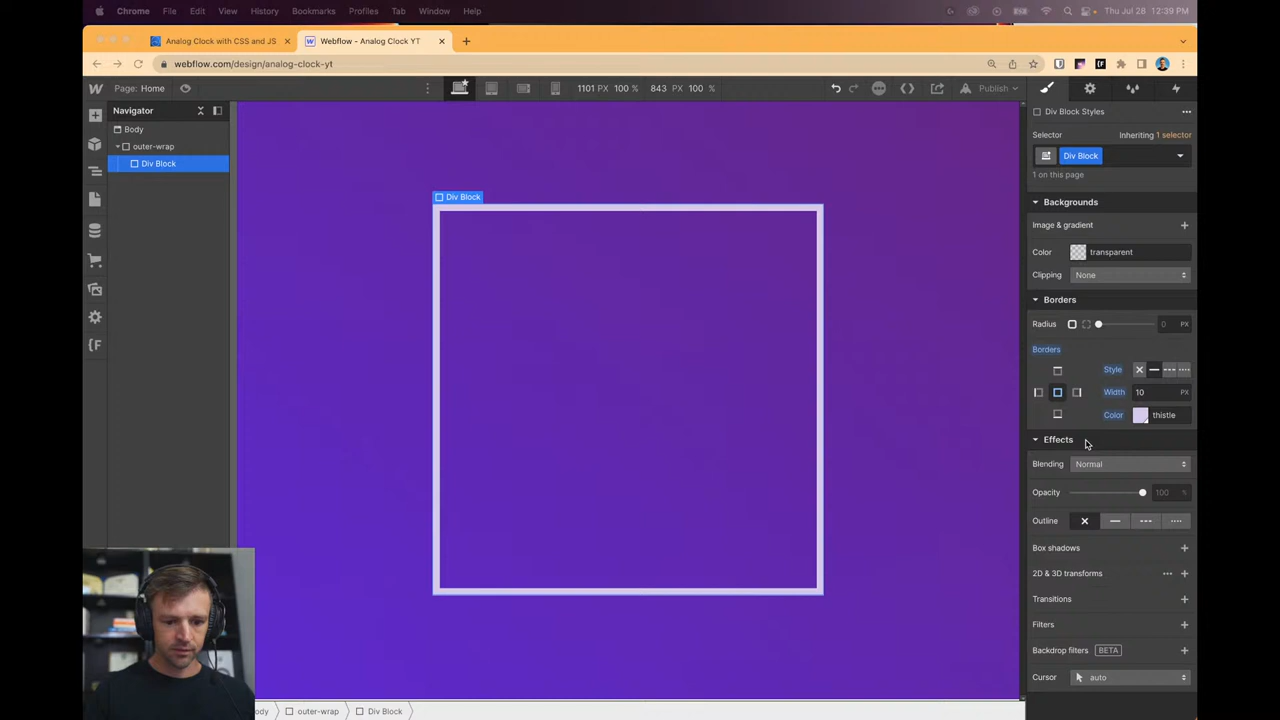 Chrome File Edit View History Bookmarks Profiles Tab Window Help Thu Jul 28 12:39 PM
Analog Clock with CSS and JS
Webflow - Analog Clock YT
webflow.com/design/analog-clock-yt
Page: Home 1101 PX 100 % 843 PX 100 % Publish
Navigator
Body
outer-wrap
Div Block
Div Block
Div Block Styles
Selector Inheriting 1 selector
Div Block
1 on this page
Backgrounds
Image & gradient
Color transparent
Clipping None
Borders
Radius 0 PX
Borders
Style
Width 10 PX
Color thistle
Effects
Blending Normal
Opacity 100 %
Outline
Box shadows
2D & 3D transforms
Transitions
Filters
Backdrop filters BETA
Cursor auto
ody outer-wrap Div Block